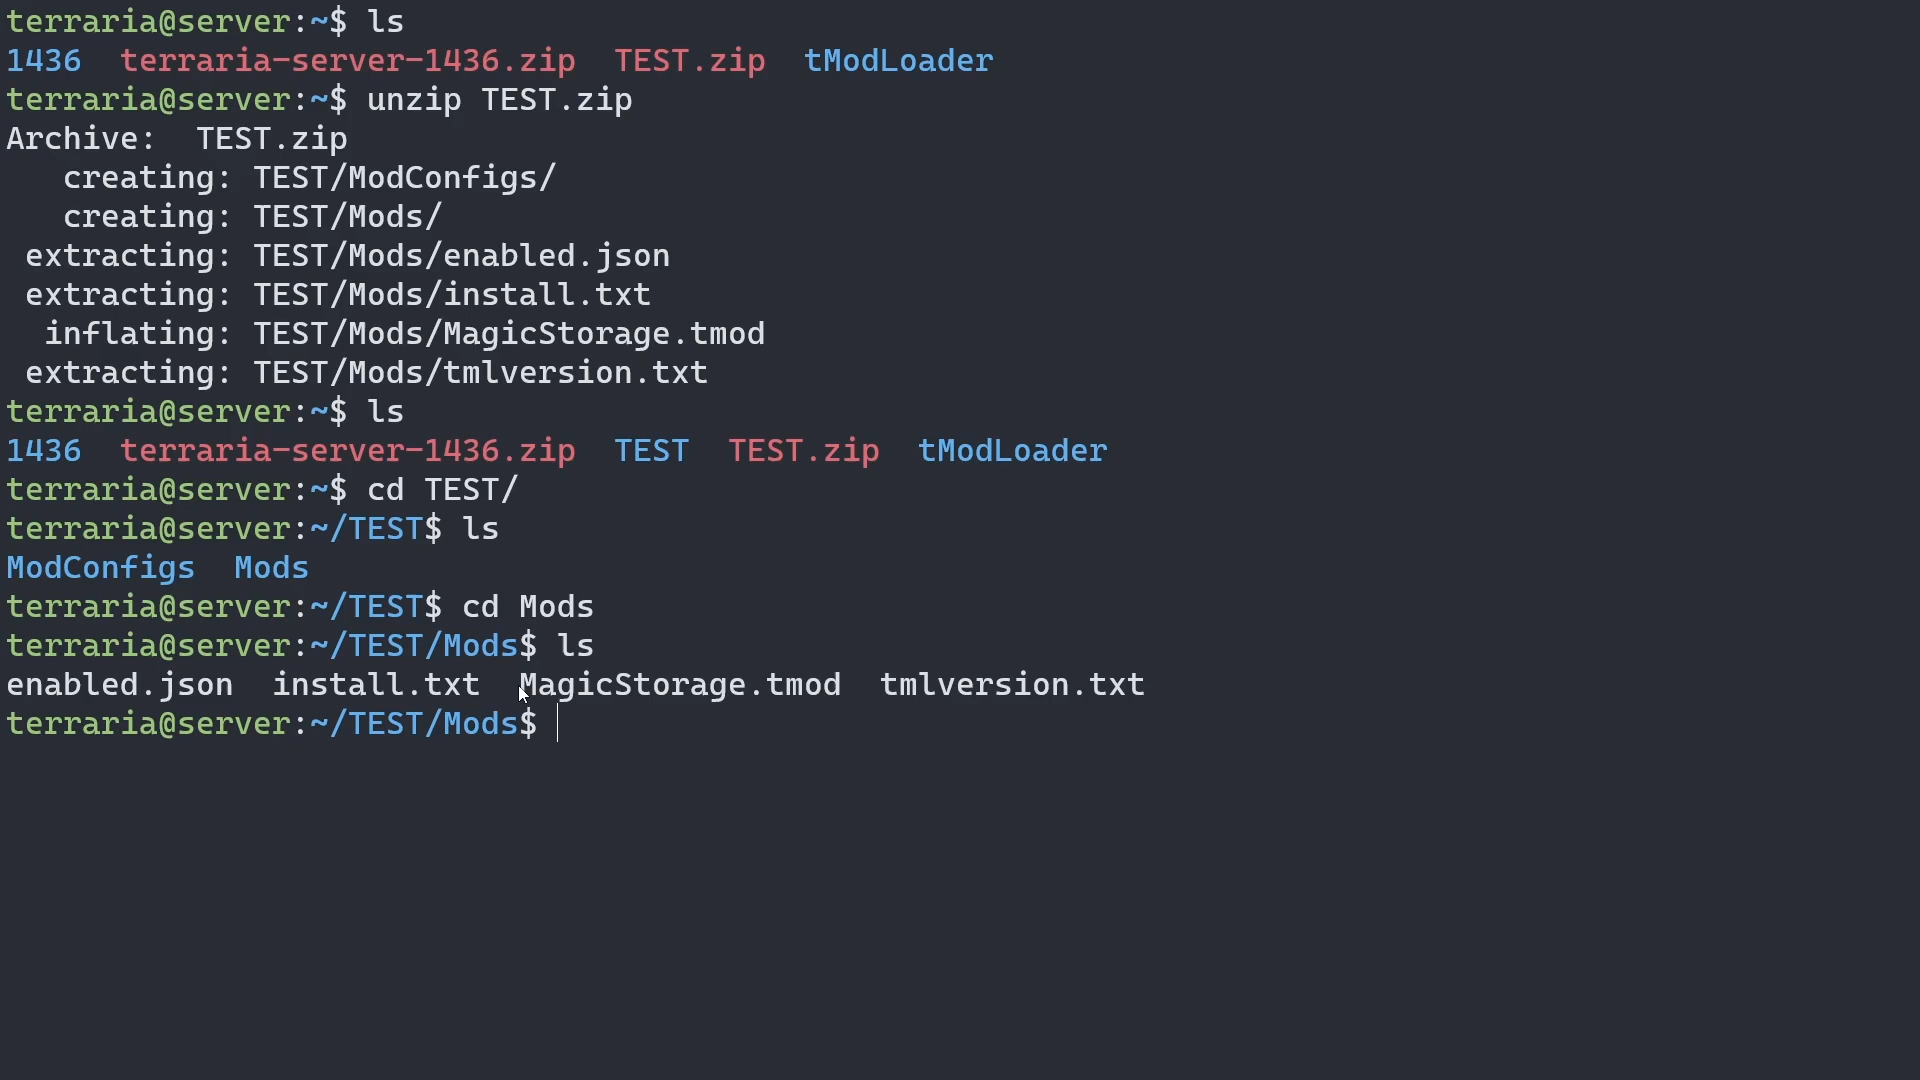 terraria@server:~$ ls
1436  terraria-server-1436.zip  TEST.zip  tModLoader
terraria@server:~$ unzip TEST.zip
Archive:  TEST.zip
   creating: TEST/ModConfigs/
   creating: TEST/Mods/
 extracting: TEST/Mods/enabled.json
 extracting: TEST/Mods/install.txt
  inflating: TEST/Mods/MagicStorage.tmod
 extracting: TEST/Mods/tmlversion.txt
terraria@server:~$ ls
1436  terraria-server-1436.zip  TEST  TEST.zip  tModLoader
terraria@server:~$ cd TEST/
terraria@server:~/TEST$ ls
ModConfigs  Mods
terraria@server:~/TEST$ cd Mods
terraria@server:~/TEST/Mods$ ls
enabled.json  install.txt  MagicStorage.tmod  tmlversion.txt
terraria@server:~/TEST/Mods$